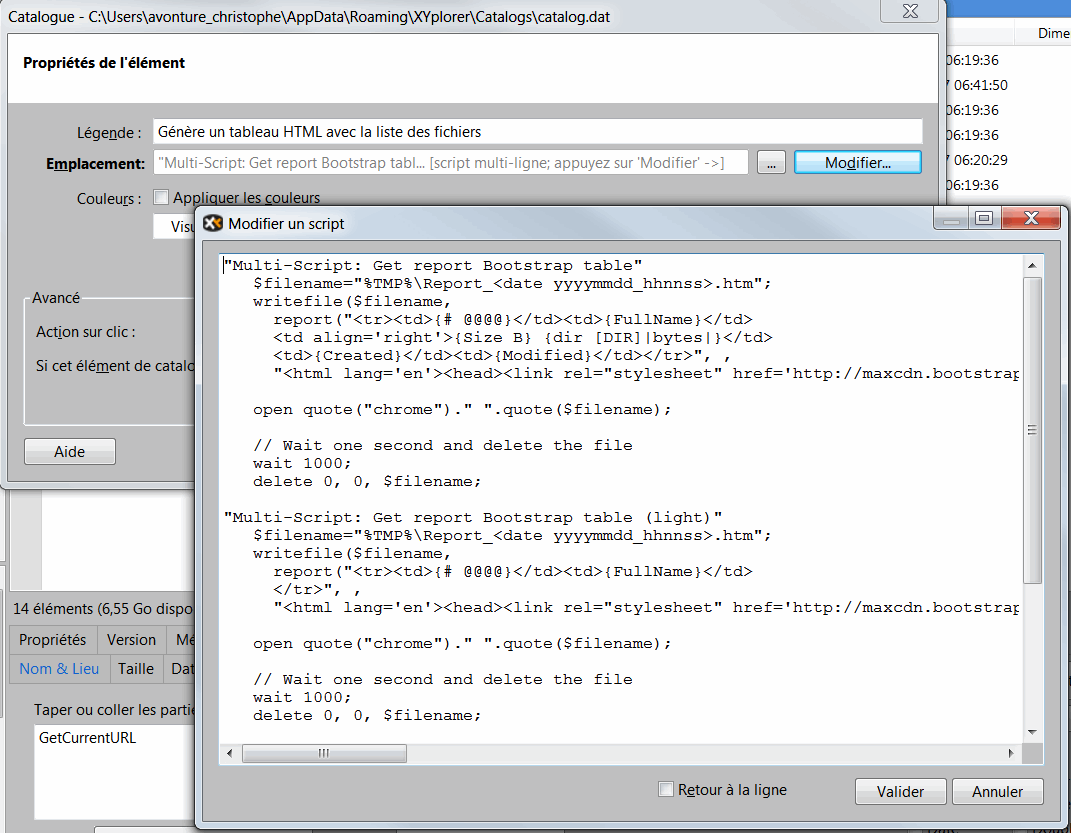 Catalogue - C:\Users\avonture_christophe\AppData\Roaming\XYplorer\Catalogs\catalog.dat
Dime
Propriétés de l'élément
06:19:36
06:41:50
06:19:36
06:19:36
06:20:29
06:19:36
Légende :
Génère un tableau HTML avec la liste des fichiers
Emplacement:
"Multi-Script: Get report Bootstrap tabl... [script multi-ligne; appuyez sur 'Modifier' ->]
...
Modifier...
Couleurs :
Appliquer les couleurs
Visu
Avancé
Action sur clic :
Si cet élément de catalo
Aide
Modifier un script
"Multi-Script: Get report Bootstrap table"
$filename="%TMP%\Report_<date yyyymmdd_hhnnss>.htm";
writefile($filename,
report("<tr><td>{# @@@@}</td><td>{FullName}</td>
<td align='right'>{Size B} {dir [DIR]|bytes|}</td>
<td>{Created}</td><td>{Modified}</td></tr>", ,
"<html lang='en'><head><link rel="stylesheet" href='http://maxcdn.bootstrap
open quote("chrome")." ".quote($filename);
// Wait one second and delete the file
wait 1000;
delete 0, 0, $filename;
"Multi-Script: Get report Bootstrap table (light)"
$filename="%TMP%\Report_<date yyyymmdd_hhnnss>.htm";
writefile($filename,
report("<tr><td>{# @@@@}</td><td>{FullName}</td>
</tr>", ,
"<html lang='en'><head><link rel="stylesheet" href='http://maxcdn.bootstrap
open quote("chrome")." ".quote($filename);
// Wait one second and delete the file
wait 1000;
delete 0, 0, $filename;
Retour à la ligne
Valider
Annuler
14 éléments (6,55 Go dispo
Propriétés
Version
Mé
Nom & Lieu
Taille
Dat
Taper ou coller les partie
GetCurrentURL